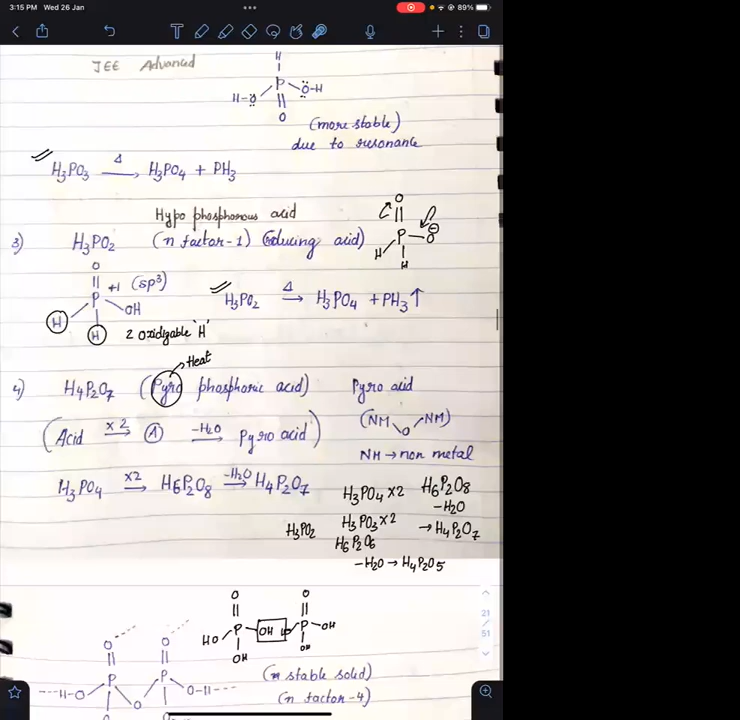 3:15 PM Wed 26 Jan
89%
JEE Advanced
H
P
H-Ö
Ö-H
O
(more stable)
due to resonance
H₃PO₃ —Δ→ H₃PO₄ + PH₃
Hypo phosphorous acid
3) H₃PO₂ (n factor-1) (Reducing acid)
O
P
O⊖
H
H
O
P +1 (sp³)
OH
H
H
2 oxidizable 'H'
H₃PO₂ —Δ→ H₃PO₄ + PH₃↑
Heat
4) H₄P₂O₇ (Pyro phosphoric acid)
Pyro acid
(NM O NM)
(Acid —×2→ A —-H₂O→ Pyro acid)
NM → non metal
H₃PO₄ —×2→ H₆P₂O₈ —-H₂O→ H₄P₂O₇
H₃PO₄×2 H₆P₂O₈
-H₂O
→ H₄P₂O₇
H₃PO₂
H₃PO₃×2
H₆P₂O₆
-H₂O → H₄P₂O₅
21
/
51
O O
HO P OH P OH
OH OH
O O
P P
H-O O O-H
(n stable solid)
(n factor-4)